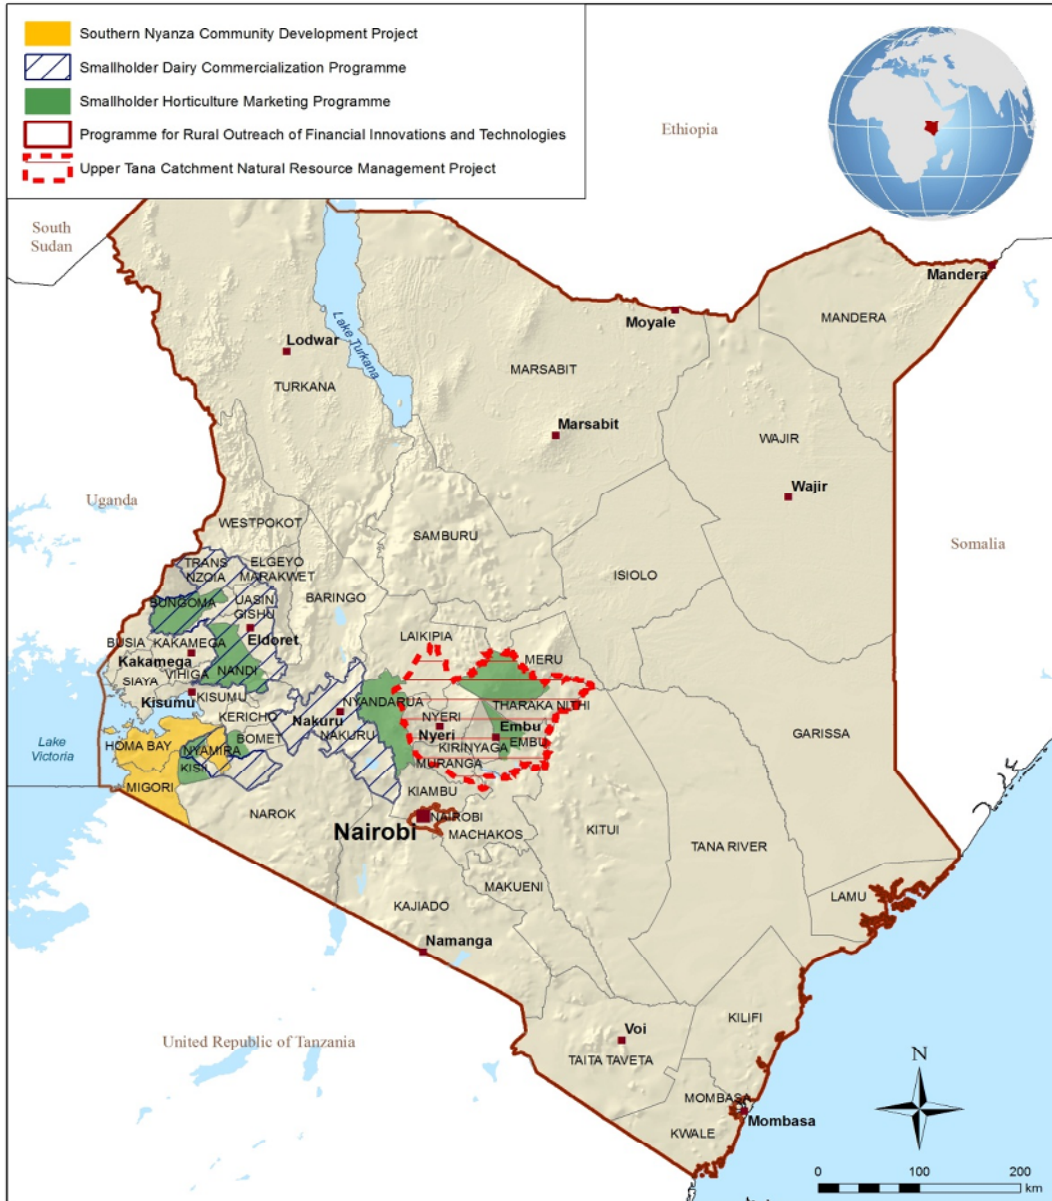 Southern Nyanza Community Development Project
Smallholder Dairy Commercialization Programme
Smallholder Horticulture Marketing Programme
Programme for Rural Outreach of Financial Innovations and Technologies
Upper Tana Catchment Natural Resource Management Project
Ethiopia
South
Sudan
Mandera
MANDERA
Moyale
Lake Turkana
Lodwar
TURKANA
MARSABIT
Marsabit
WAJIR
Wajir
Uganda
Somalia
WESTPOKOT
SAMBURU
TRANS
NZOIA
ELGEYO
MARAKWET
ISIOLO
BARINGO
BUNGOMA
UASIN
GISHU
Eldoret
LAIKIPIA
BUSIA
KAKAMEGA
Kakamega
MERU
VIHIGA
NANDI
SIAYA
Kisumu
KISUMU
NYANDARUA
THARAKA NITHI
KERICHO
Nakuru
NAKURU
NYERI
Nyeri
Embu
EMBU
KIRINYAGA
GARISSA
Lake
Victoria
HOMA BAY
NYAMIRA
BOMET
KISII
MURANGA
MIGORI
KIAMBU
NAROK
NAIROBI
Nairobi
MACHAKOS
KITUI
TANA RIVER
MAKUENI
LAMU
KAJIADO
Namanga
KILIFI
Voi
TAITA TAVETA
United Republic of Tanzania
N
MOMBASA
Mombasa
KWALE
0 100 200
km